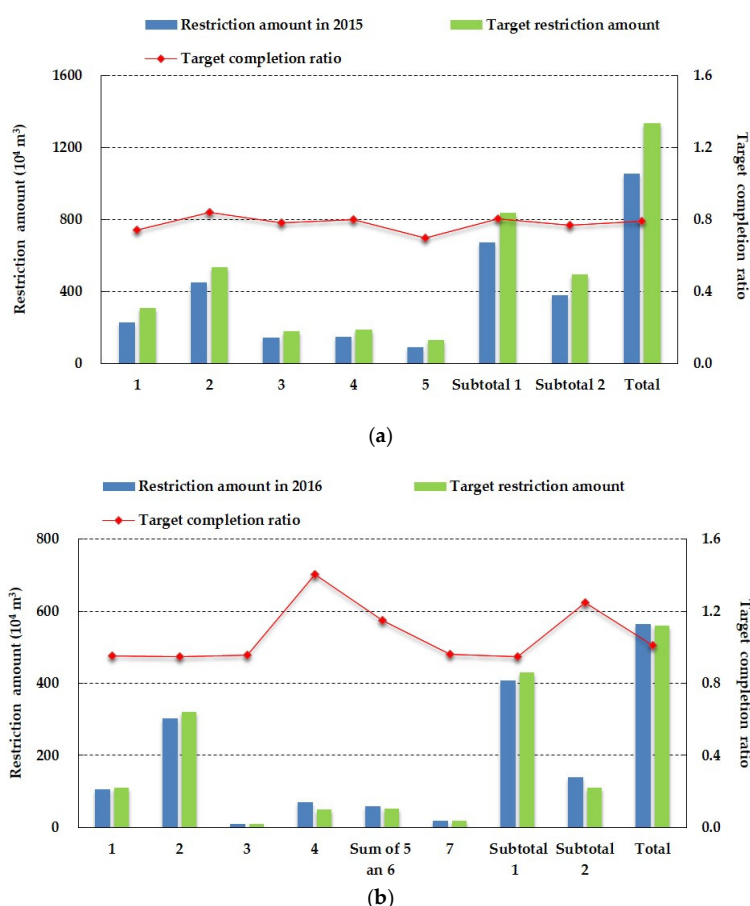 Restriction amount in 2015
Target restriction amount
Target completion ratio
Restriction amount (10⁴ m³)
1600
1200
800
400
0
1.6
1.2
0.8
0.4
0.0
Target completion ratio
1 2 3 4 5 Subtotal 1 Subtotal 2 Total
(a)
Restriction amount in 2016
Target restriction amount
Target completion ratio
Restriction amount (10⁴ m³)
800
600
400
200
0
1.6
1.2
0.8
0.4
0.0
Target completion ratio
1 2 3 4 Sum of 5 7 Subtotal Subtotal Total
an 6 1 2
(b)